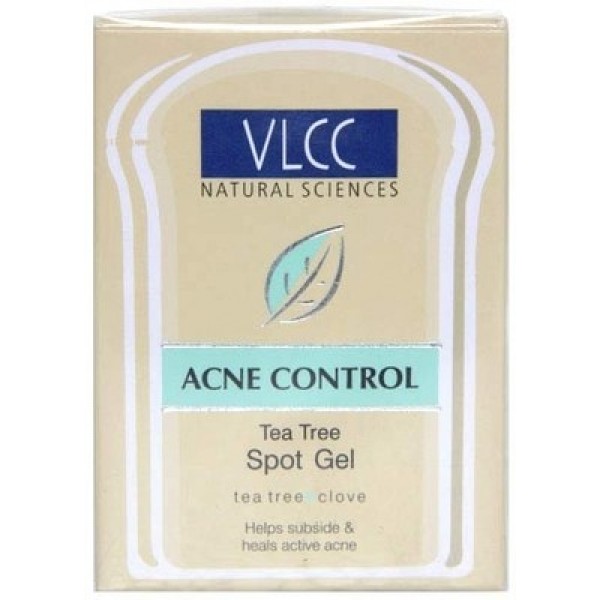 VLCC
NATURAL SCIENCES
ACNE CONTROL
Tea Tree
Spot Gel
tea tree+clove
Helps subside &
heals active acne